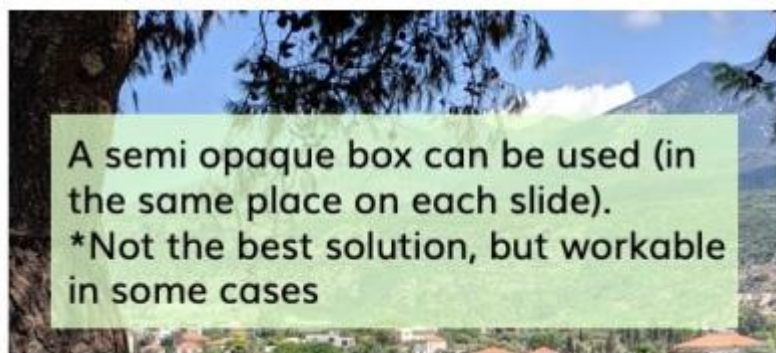 A semi opaque box can be used (in
the same place on each slide).
*Not the best solution, but workable
in some cases